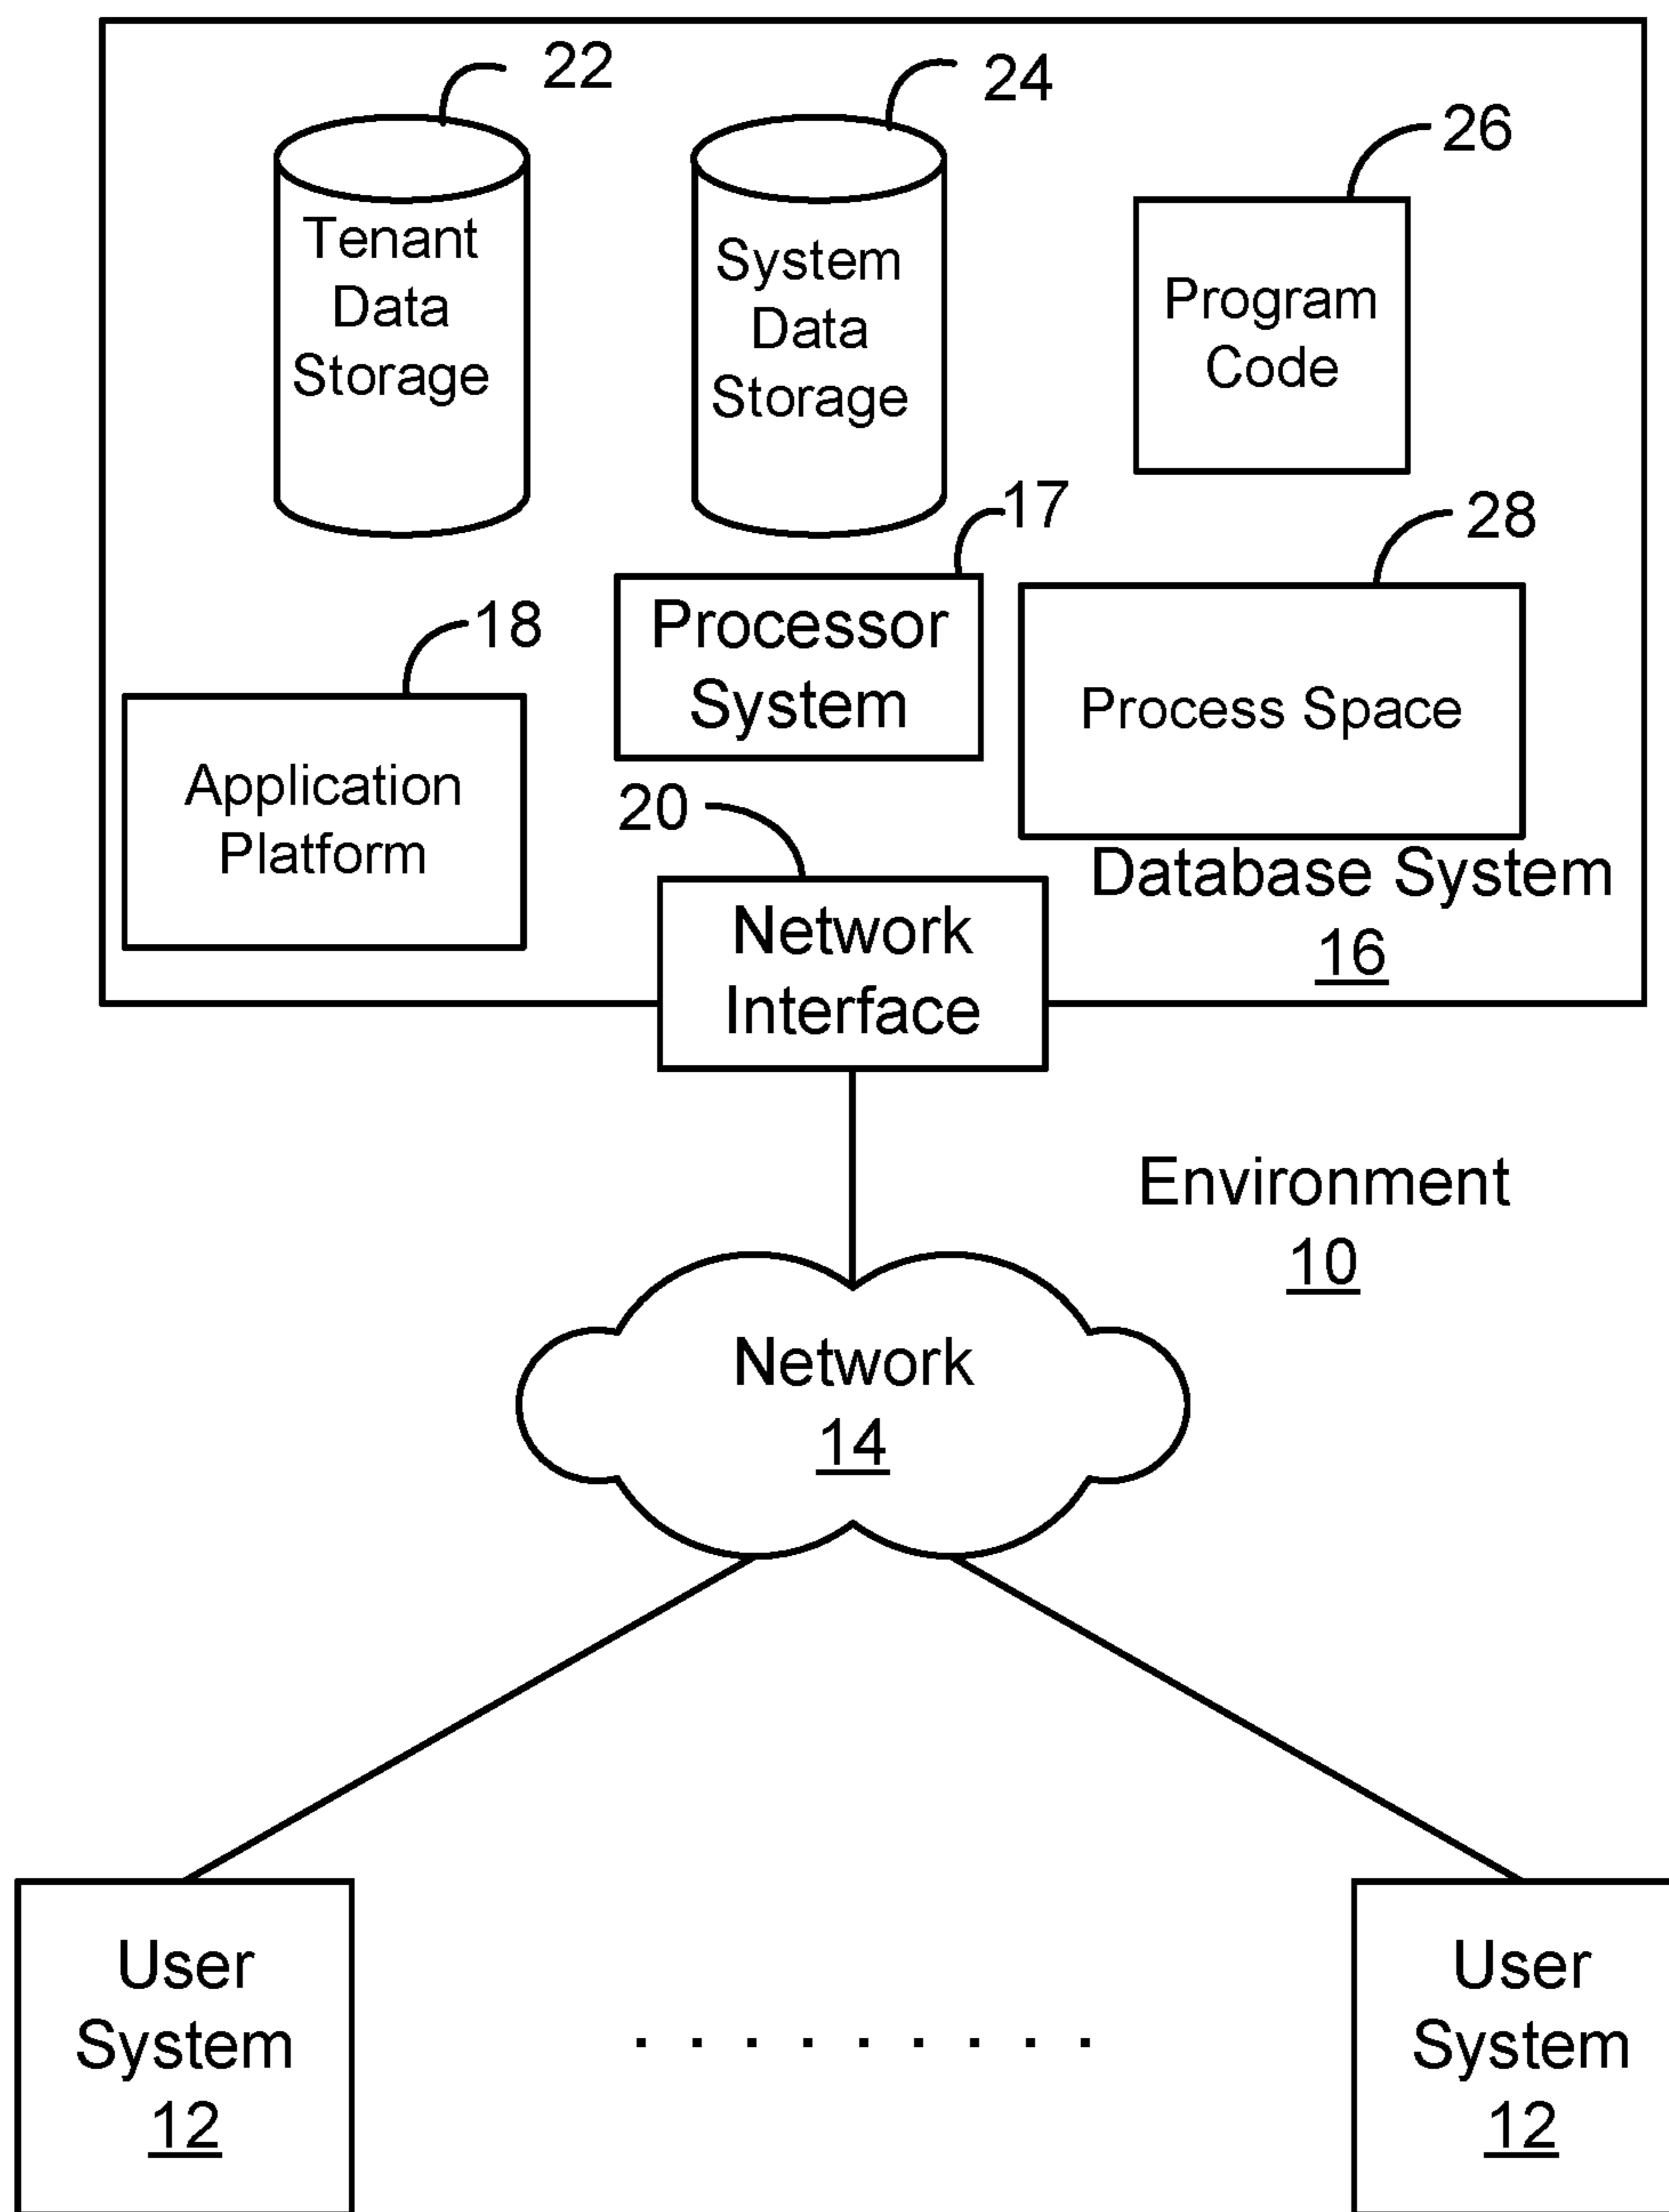 22
24
26
Tenant
Data
Storage
System
Data
Storage
Program
Code
17
28
18
Processor
System
Process Space
Application
Platform
20
Database System
16
Network
Interface
Environment
10
Network
14
User
System
12
. . . . . . . . .
User
System
12